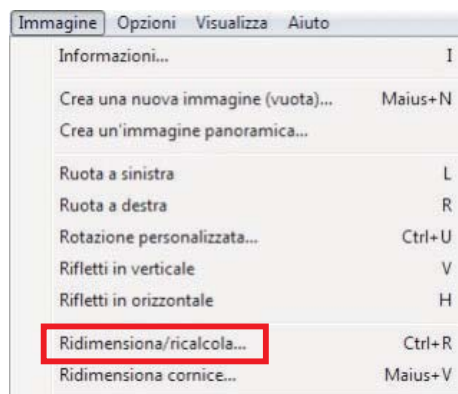 Immagine Opzioni Visualizza Aiuto
Informazioni... I
Crea una nuova immagine (vuota)... Maius+N
Crea un'immagine panoramica...
Ruota a sinistra L
Ruota a destra R
Rotazione personalizzata... Ctrl+U
Rifletti in verticale V
Rifletti in orizzontale H
Ridimensiona/ricalcola... Ctrl+R
Ridimensiona cornice... Maius+V